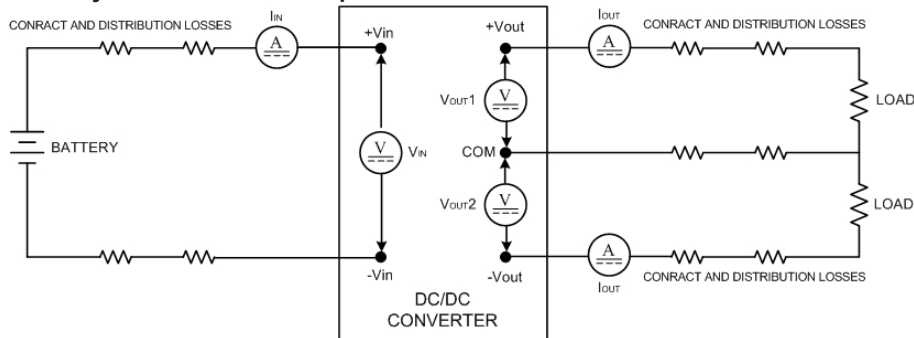 CONRACT AND DISTRIBUTION LOSSES
IIN
A
+Vin
+Vout
IOUT
A
VOUT1
V
LOAD
BATTERY
V
VIN
COM
VOUT2
V
LOAD
A
-Vin
-Vout
IOUT
CONRACT AND DISTRIBUTION LOSSES
CONRACT AND DISTRIBUTION LOSSES
DC/DC
CONVERTER